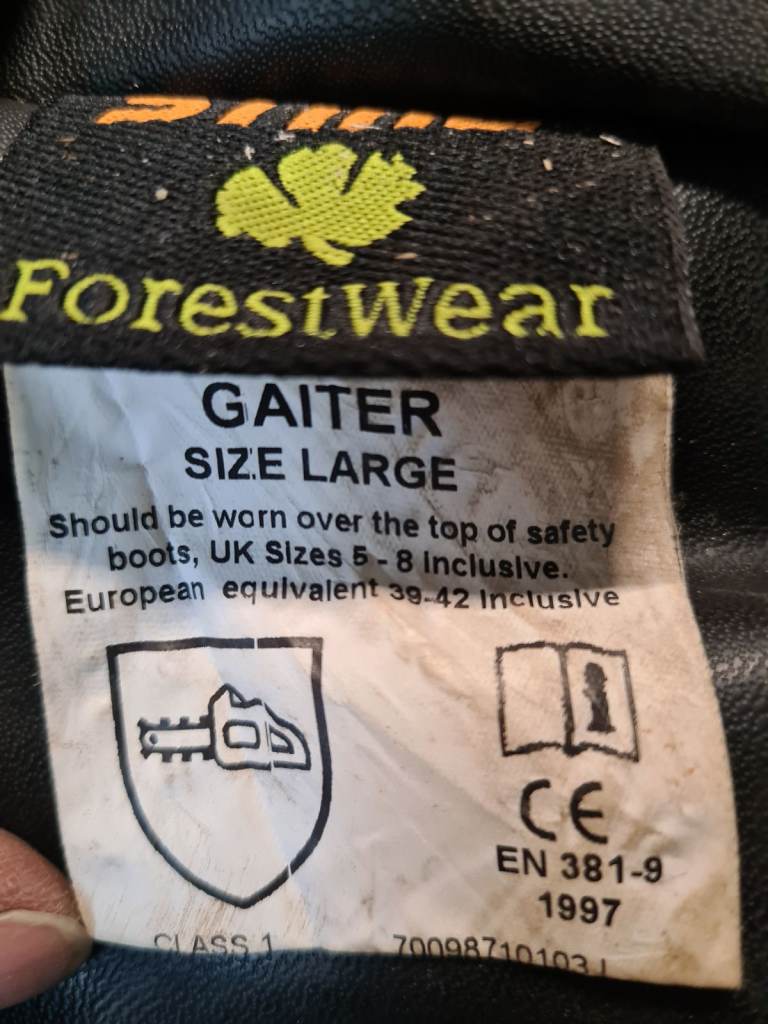 ForestWear
GAITER
SIZE LARGE
Should be worn over the top of safety
boots, UK Sizes 5 - 8 Inclusive.
European equivalent 39-42 Inclusive
CE
EN 381-9
1997
CLASS 1